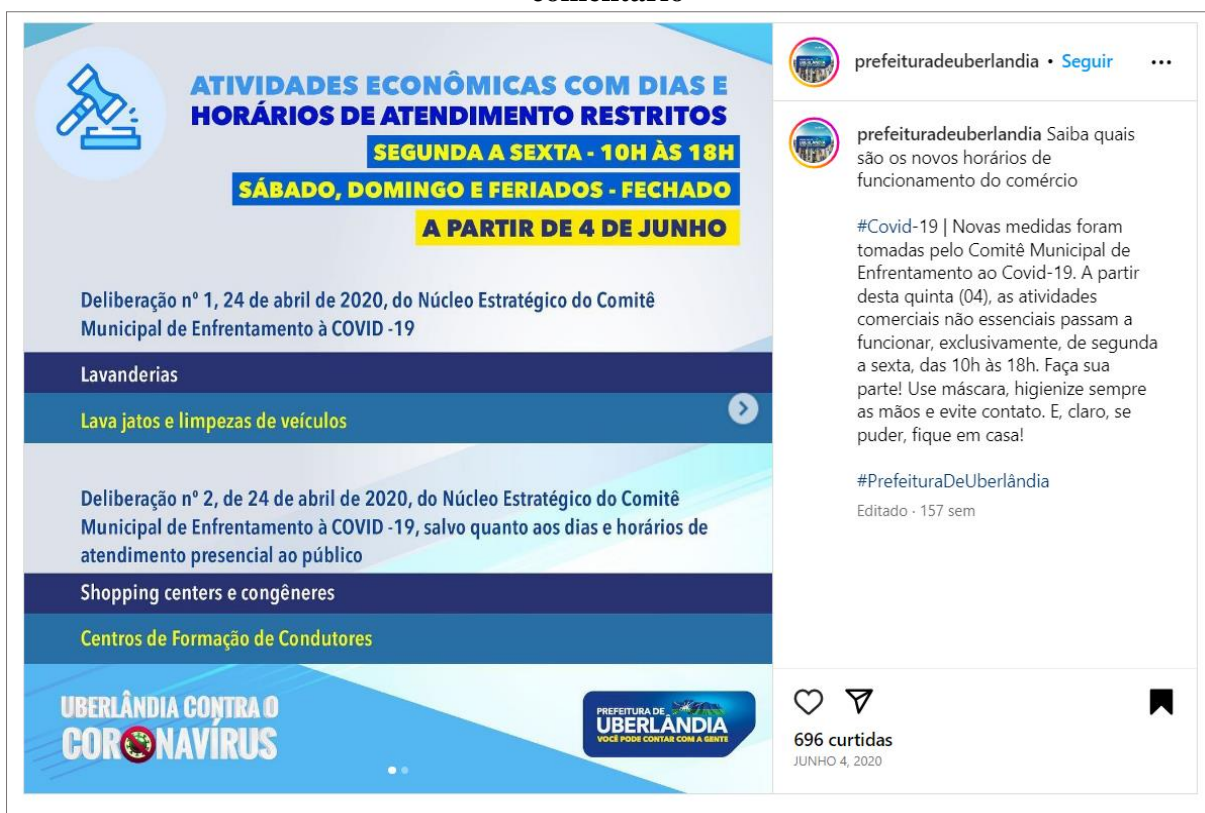 comentário
ATIVIDADES ECONÔMICAS COM DIAS E
HORÁRIOS DE ATENDIMENTO RESTRITOS
SEGUNDA A SEXTA - 10H ÀS 18H
SÁBADO, DOMINGO E FERIADOS - FECHADO
A PARTIR DE 4 DE JUNHO
Deliberação nº 1, 24 de abril de 2020, do Núcleo Estratégico do Comitê
Municipal de Enfrentamento à COVID -19
Lavanderias
Lava jatos e limpezas de veículos
Deliberação nº 2, de 24 de abril de 2020, do Núcleo Estratégico do Comitê
Municipal de Enfrentamento à COVID -19, salvo quanto aos dias e horários de
atendimento presencial ao público
Shopping centers e congêneres
Centros de Formação de Condutores
UBERLÂNDIA CONTRA O
CORONAVÍRUS
PREFEITURA DE
UBERLÂNDIA
VOCÊ PODE CONTAR COM A GENTE
prefeituradeuberlandia • Seguir
prefeituradeuberlandia Saiba quais
são os novos horários de
funcionamento do comércio
#Covid-19 | Novas medidas foram
tomadas pelo Comitê Municipal de
Enfrentamento ao Covid-19. A partir
desta quinta (04), as atividades
comerciais não essenciais passam a
funcionar, exclusivamente, de segunda
a sexta, das 10h às 18h. Faça sua
parte! Use máscara, higienize sempre
as mãos e evite contato. E, claro, se
puder, fique em casa!
#PrefeituraDeUberlândia
Editado · 157 sem
696 curtidas
JUNHO 4, 2020